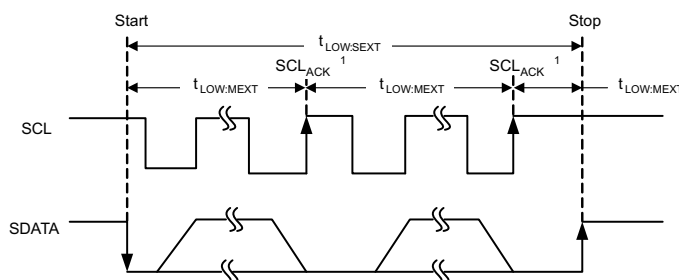 Start Stop
tLOW:SEXT
SCLACK 1 SCLACK 1
tLOW:MEXT tLOW:MEXT tLOW:MEXT
SCL
SDATA